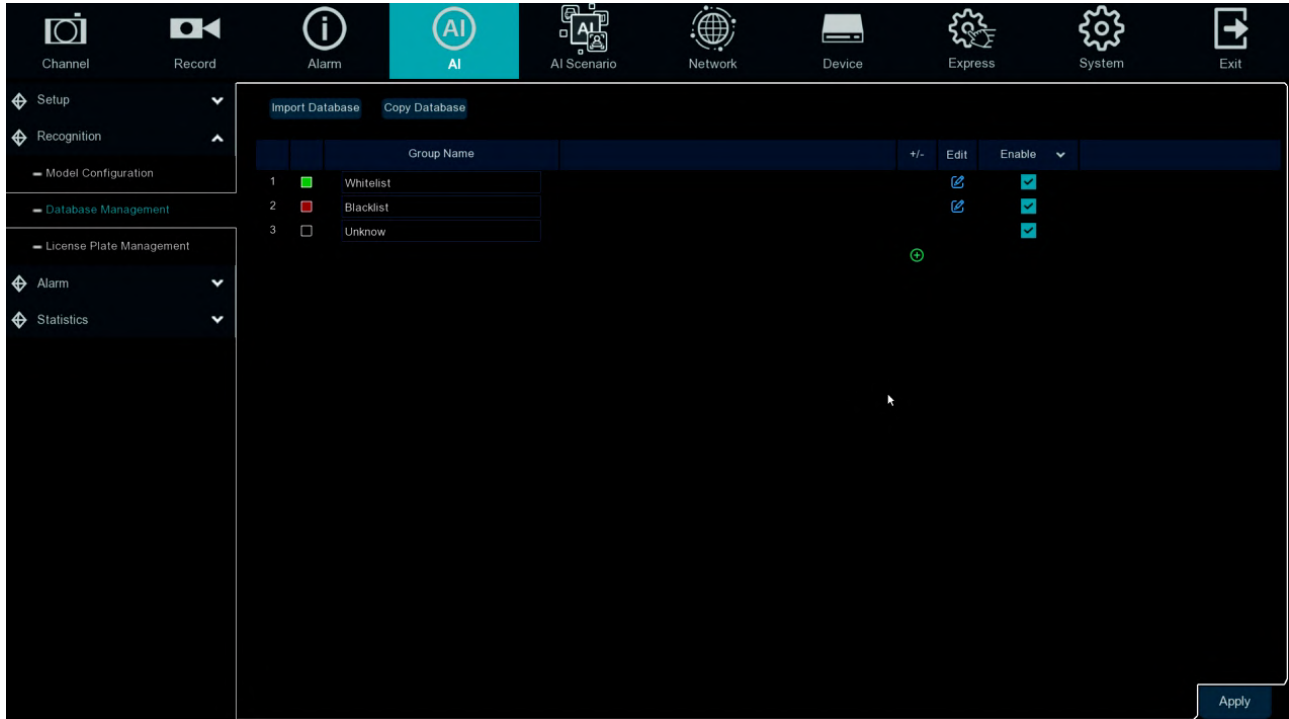 Channel Record Alarm AI AI Scenario Network Device Express System Exit
Setup
Import Database Copy Database
Recognition
Group Name +/- Edit Enable
Model Configuration
1 Whitelist
Database Management
2 Blacklist
3 Unknow
License Plate Management
Alarm
Statistics
Apply